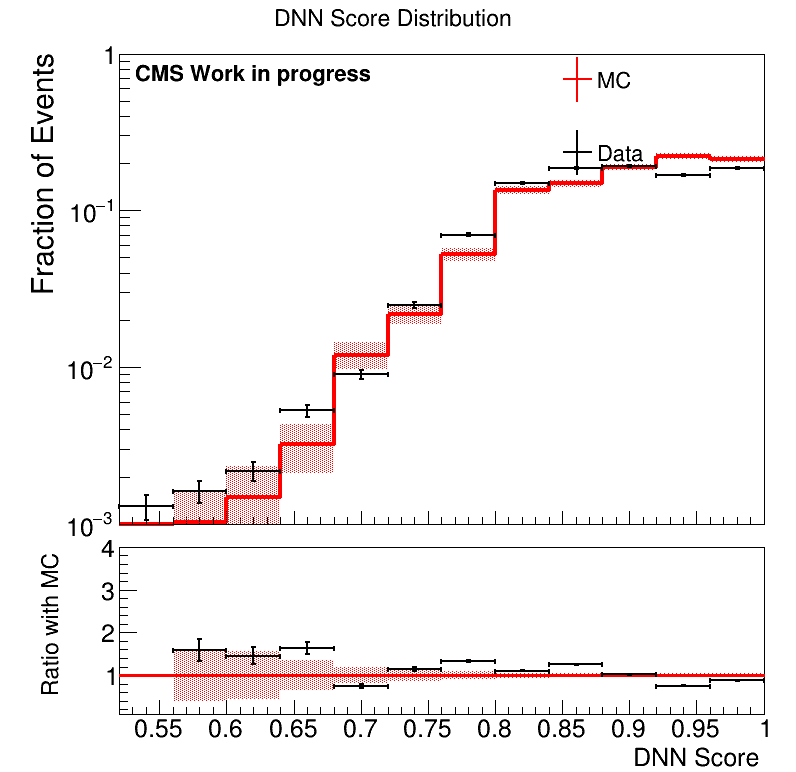 DNN Score Distribution
CMS Work in progress
MC
Data
Fraction of Events
1
10⁻¹
10⁻²
10⁻³
Ratio with MC
4
3
2
1
0.55 0.6 0.65 0.7 0.75 0.8 0.85 0.9 0.95 1
DNN Score